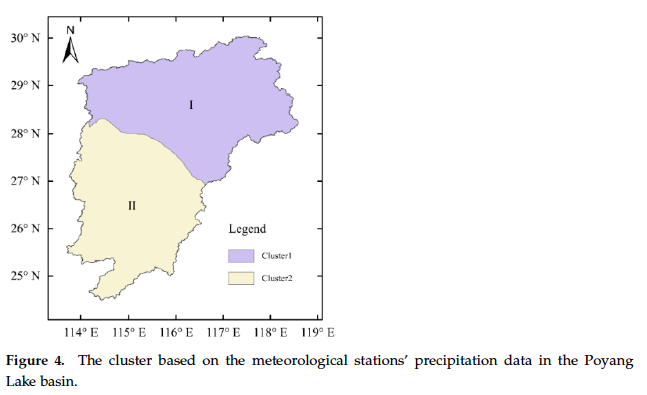 N
30° N
29° N
28° N
27° N
26° N
25° N
I
II
Legend
Cluster1
Cluster2
114° E 115° E 116° E 117° E 118° E 119° E
Figure 4. The cluster based on the meteorological stations' precipitation data in the Poyang
Lake basin.